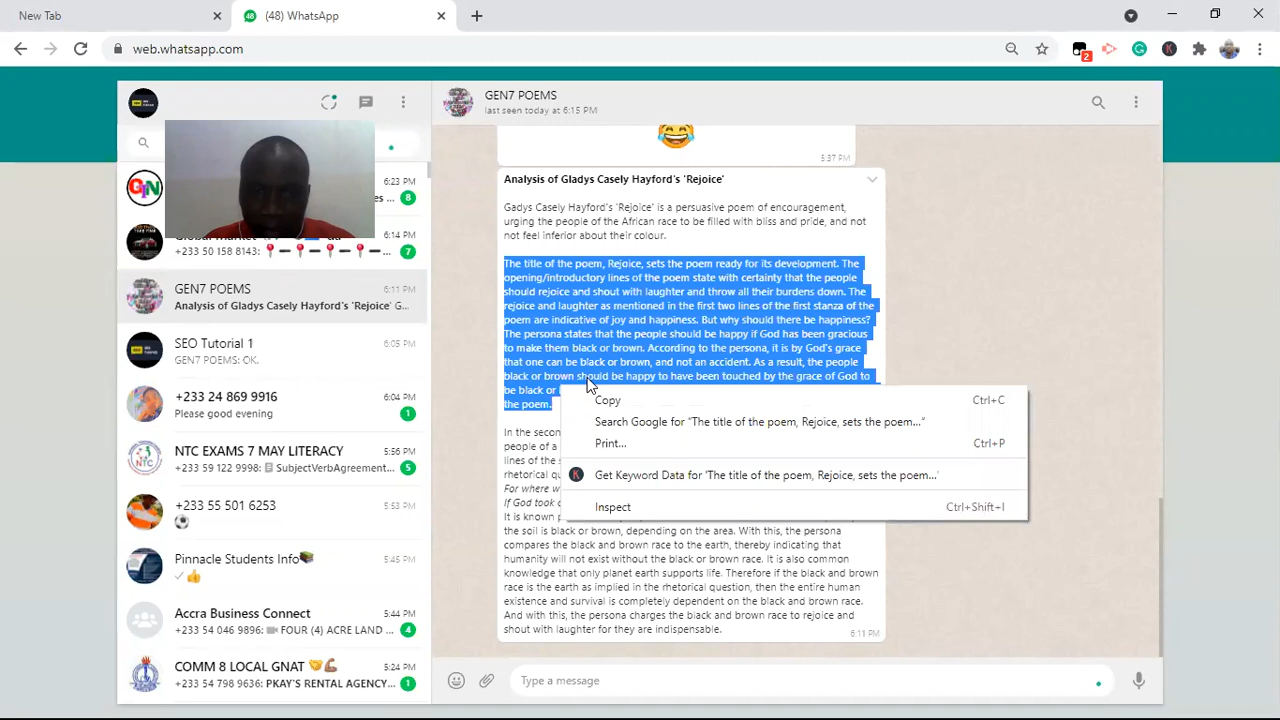 New Tab
(48) WhatsApp
48
web.whatsapp.com
2
K
GEN7 POEMS
last seen today at 6:15 PM
5:37 PM
GTN
6:23 PM
8
6:14 PM
+233 50 158 8143:
7
GEN7 POEMS
6:11 PM
Analysis of Gladys Casely Hayford's 'Rejoice' G...
SEO Tutorial 1
6:05 PM
GEN7 POEMS: OK.
+233 24 869 9916
6:04 PM
Please good evening
1
NTC EXAMS 7 MAY LITERACY
5:57 PM
+233 59 122 9998: SubjectVerbAgreement...
5
+233 55 501 6253
5:53 PM
Pinnacle Students Info
5:45 PM
Accra Business Connect
5:44 PM
+233 54 046 9896: FOUR (4) ACRE LAND ...
4
COMM 8 LOCAL GNAT
5:24 PM
+233 54 798 9636: PKAY'S RENTAL AGENCY...
1
Analysis of Gladys Casely Hayford's 'Rejoice'
Gadys Casely Hayford's 'Rejoice' is a persuasive poem of encouragement,
urging the people of the African race to be filled with bliss and pride, and not
not feel inferior about their colour.
The title of the poem, Rejoice, sets the poem ready for its development. The
opening/introductory lines of the poem state with certainty that the people
should rejoice and shout with laughter and throw all their burdens down. The
rejoice and laughter as mentioned in the first two lines of the first stanza of the
poem are indicative of joy and happiness. But why should there be happiness?
The persona states that the people should be happy if God has been gracious
to make them black or brown. According to the persona, it is by God's grace
that one can be black or brown, and not an accident. As a result, the people
black or brown should be happy to have been touched by the grace of God to
be black or
the poem.
Copy
Ctrl+C
Search Google for "The title of the poem, Rejoice, sets the poem..."
Print...
Ctrl+P
K
Get Keyword Data for 'The title of the poem, Rejoice, sets the poem...'
Inspect
Ctrl+Shift+I
In the secon
people of a
lines of the s
rhetorical qu
For where w
If God took c
It is known p
the soil is black or brown, depending on the area. With this, the persona
compares the black and brown race to the earth, thereby indicating that
humanity will not exist without the black or brown race. It is also common
knowledge that only planet earth supports life. Therefore if the black and brown
race is the earth as implied in the rhetorical question, then the entire human
existence and survival is completely dependent on the black and brown race.
And with this, the persona charges the black and brown race to rejoice and
shout with laughter for they are indispensable.
6:11 PM
Type a message